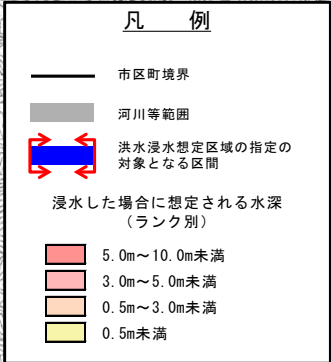 凡　例
市区町境界
河川等範囲
洪水浸水想定区域の指定の
対象となる区間
浸水した場合に想定される水深
（ランク別）
5.0m～10.0m未満
3.0m～5.0m未満
0.5m～3.0m未満
0.5m未満